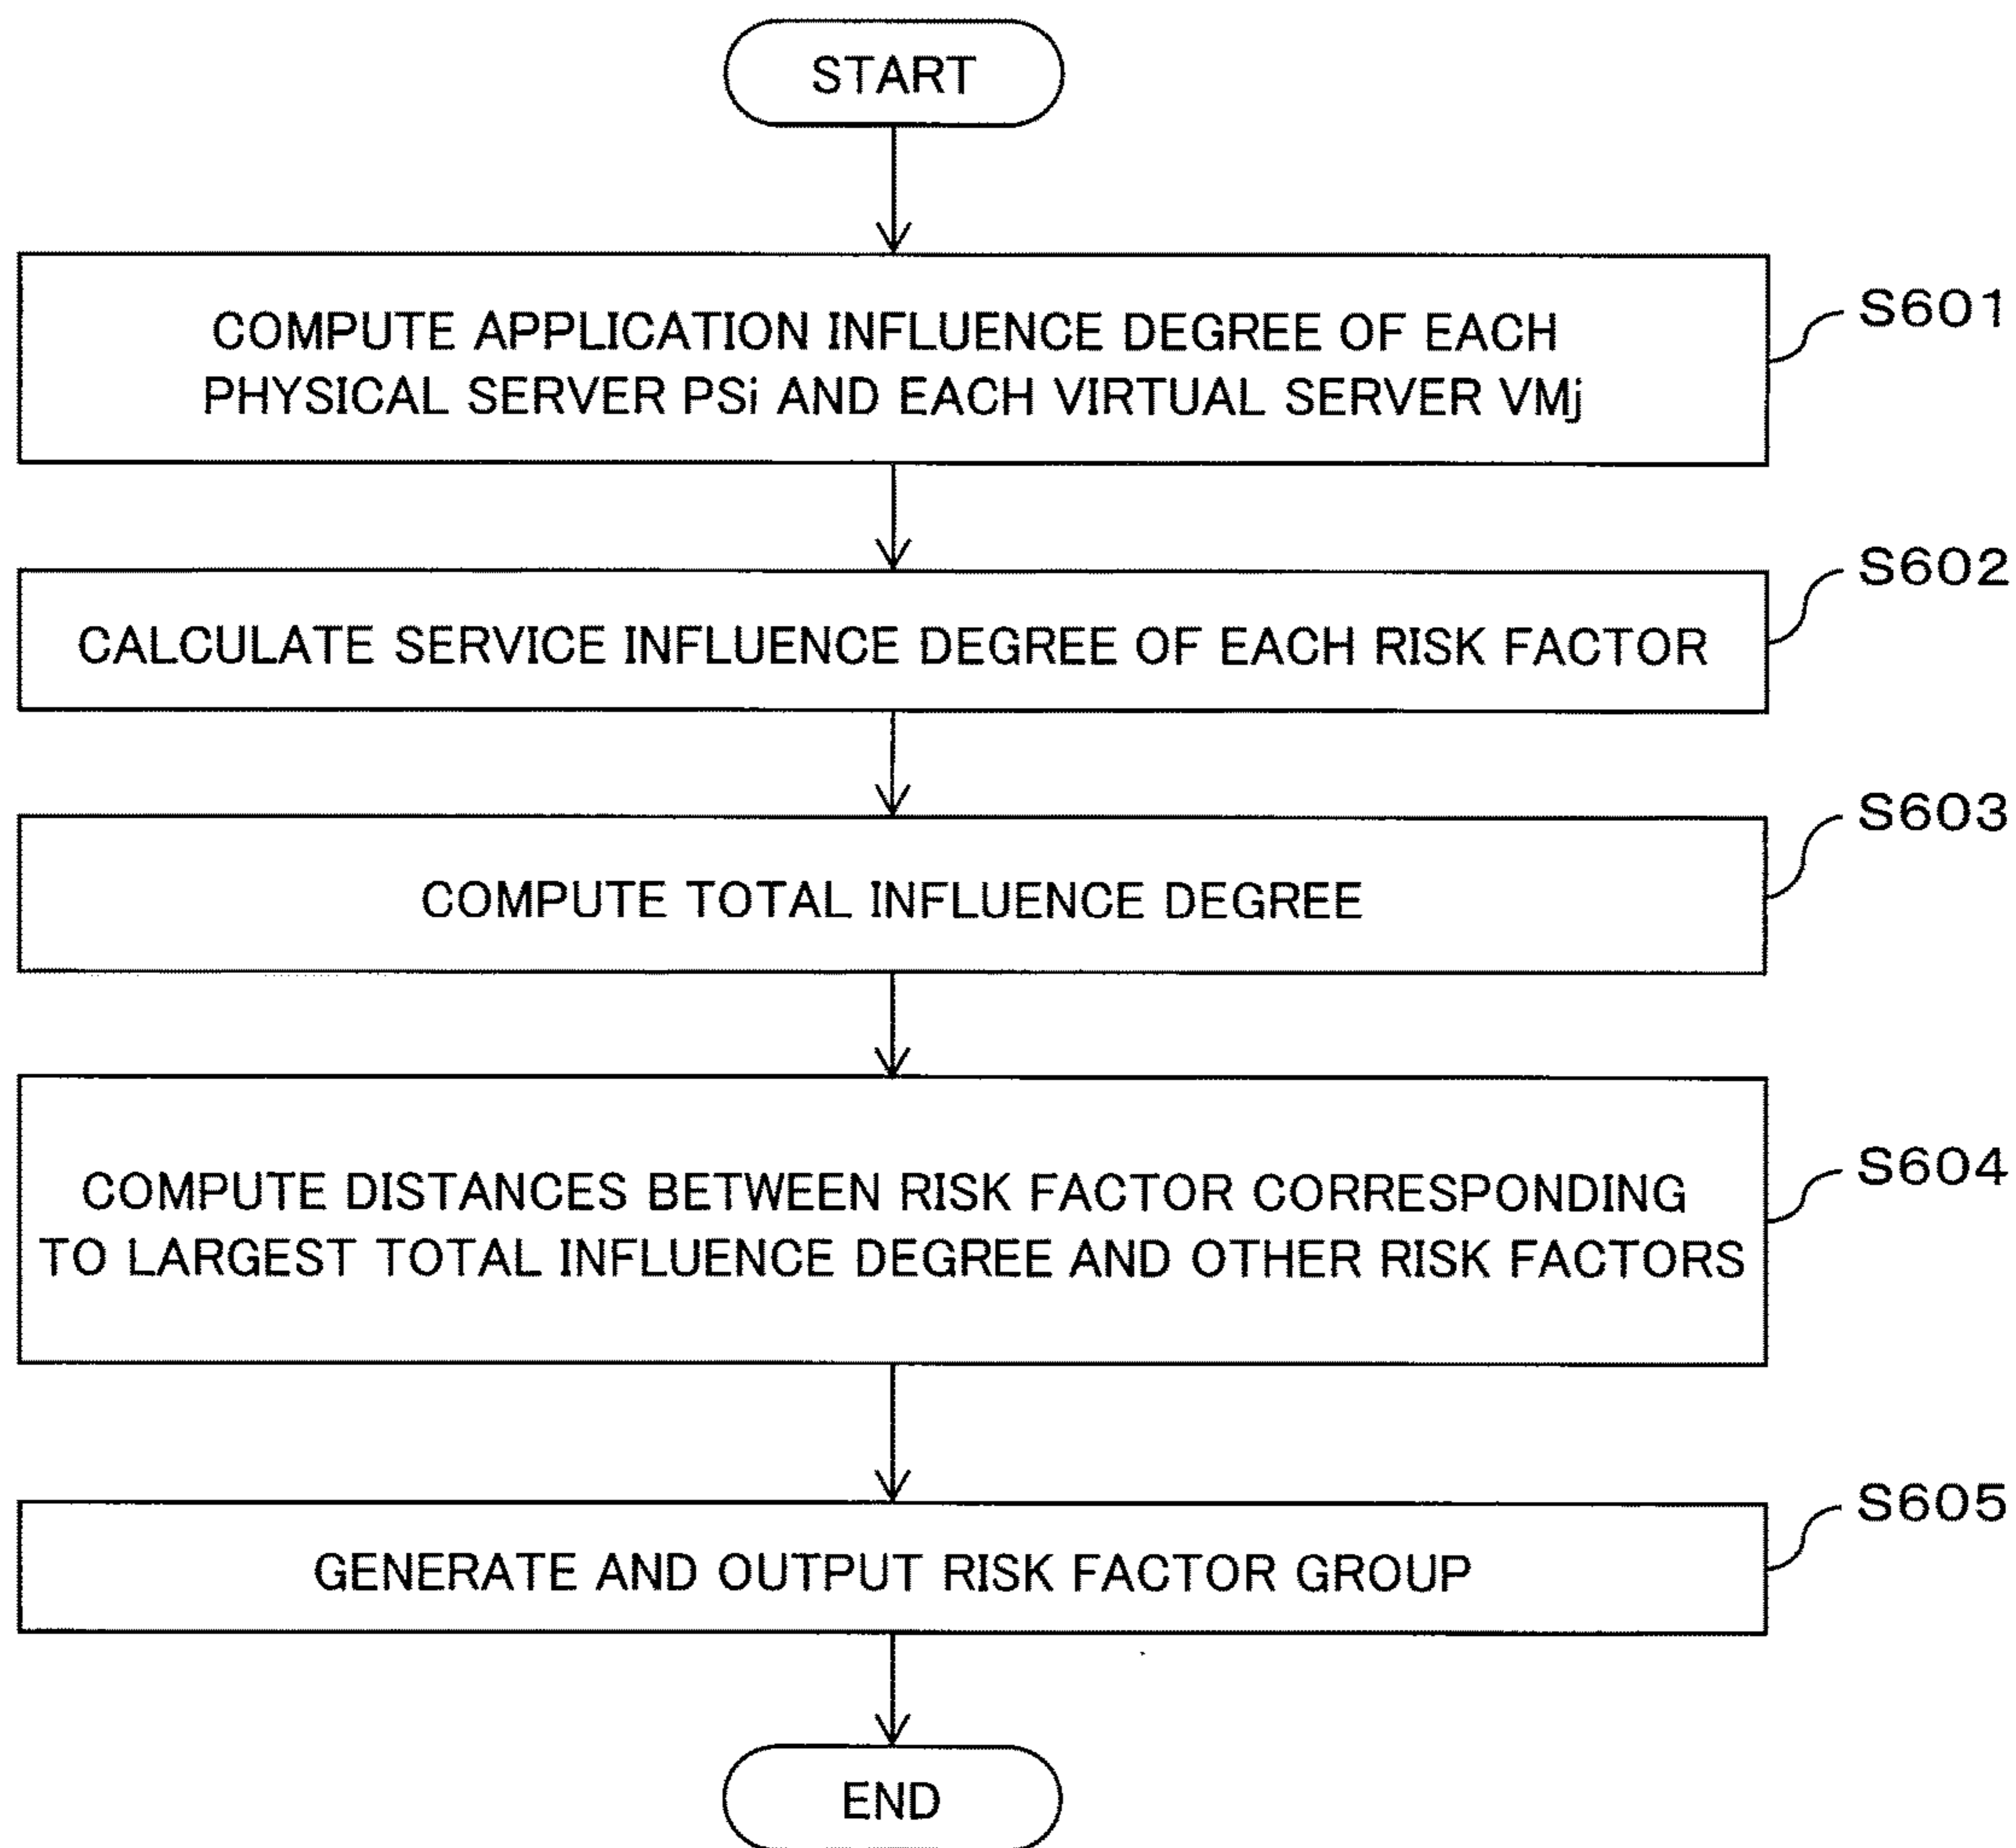 START
COMPUTE APPLICATION INFLUENCE DEGREE OF EACH
PHYSICAL SERVER PSi AND EACH VIRTUAL SERVER VMj
S601
CALCULATE SERVICE INFLUENCE DEGREE OF EACH RISK FACTOR
S602
COMPUTE TOTAL INFLUENCE DEGREE
S603
COMPUTE DISTANCES BETWEEN RISK FACTOR CORRESPONDING
TO LARGEST TOTAL INFLUENCE DEGREE AND OTHER RISK FACTORS
S604
GENERATE AND OUTPUT RISK FACTOR GROUP
S605
END